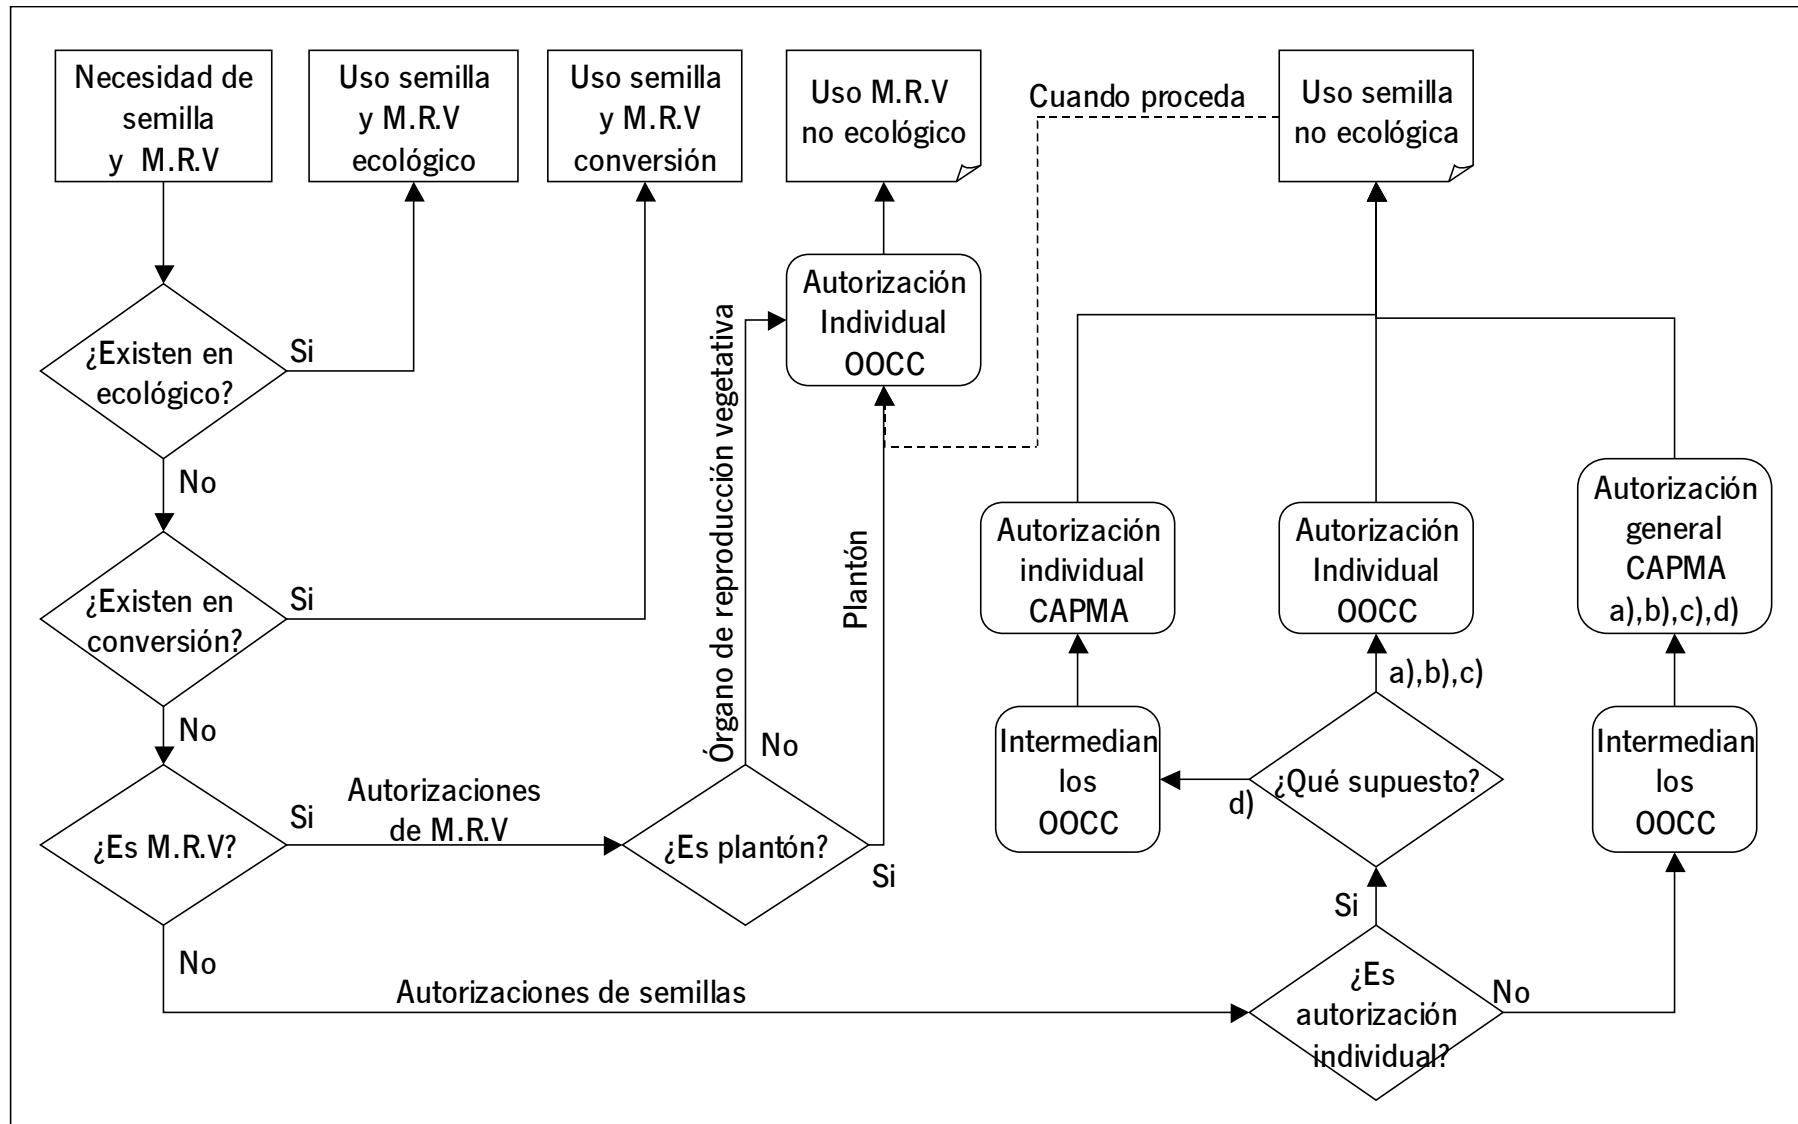 Necesidad de
semilla
y M.R.V
Uso semilla
y M.R.V
ecológico
Uso semilla
y M.R.V
conversión
Uso M.R.V
no ecológico
Cuando proceda
Uso semilla
no ecológica
¿Existen en
ecológico?
Si
No
Autorización
Individual
OOCC
Órgano de reproducción vegetativa
Plantón
¿Existen en
conversión?
Si
No
Autorización
individual
CAPMA
Autorización
Individual
OOCC
Autorización
general
CAPMA
a),b),c),d)
a),b),c)
Intermedian
los
OOCC
d)
¿Qué supuesto?
Intermedian
los
OOCC
¿Es M.R.V?
Si
Autorizaciones
de M.R.V
No
¿Es plantón?
Si
No
Autorizaciones de semillas
Si
¿Es
autorización
individual?
No